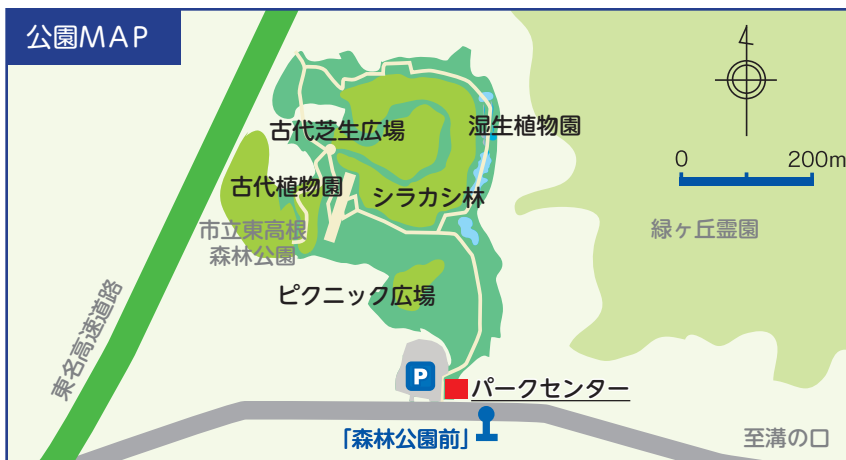 公園MAP
4
0 200m
古代芝生広場
湿生植物園
古代植物園
シラカシ林
市立東高根
森林公園
緑ヶ丘霊園
ピクニック広場
東名高速道路
P
パークセンター
「森林公園前」
至溝の口